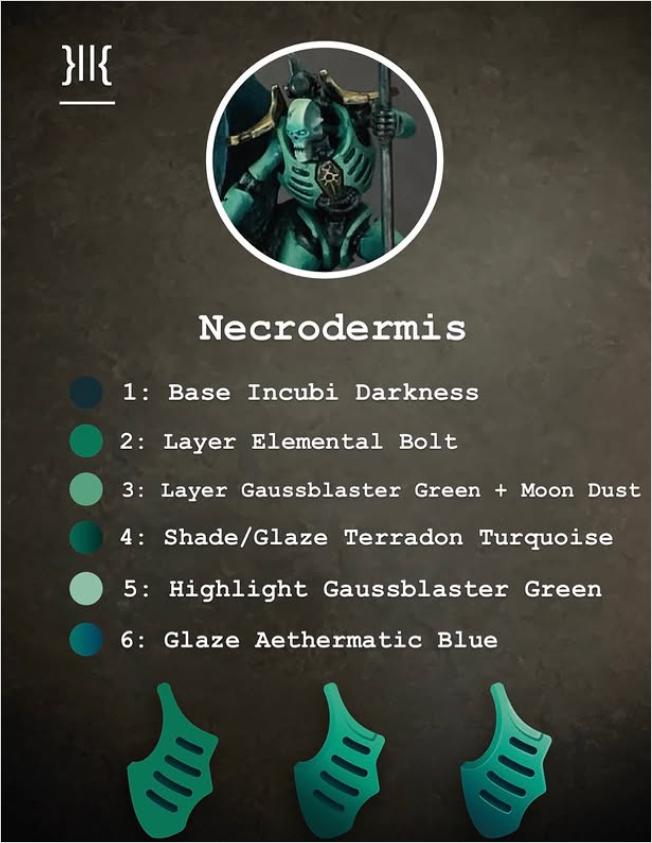 }||{
Necrodermis
1: Base Incubi Darkness
2: Layer Elemental Bolt
3: Layer Gaussblaster Green + Moon Dust
4: Shade/Glaze Terradon Turquoise
5: Highlight Gaussblaster Green
6: Glaze Aethermatic Blue